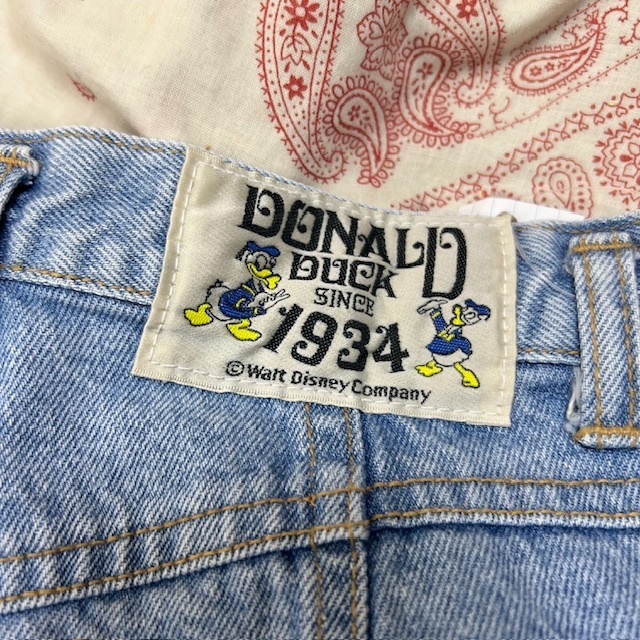 DONALD
DUCK
SINCE
1934
©Walt Disney Company